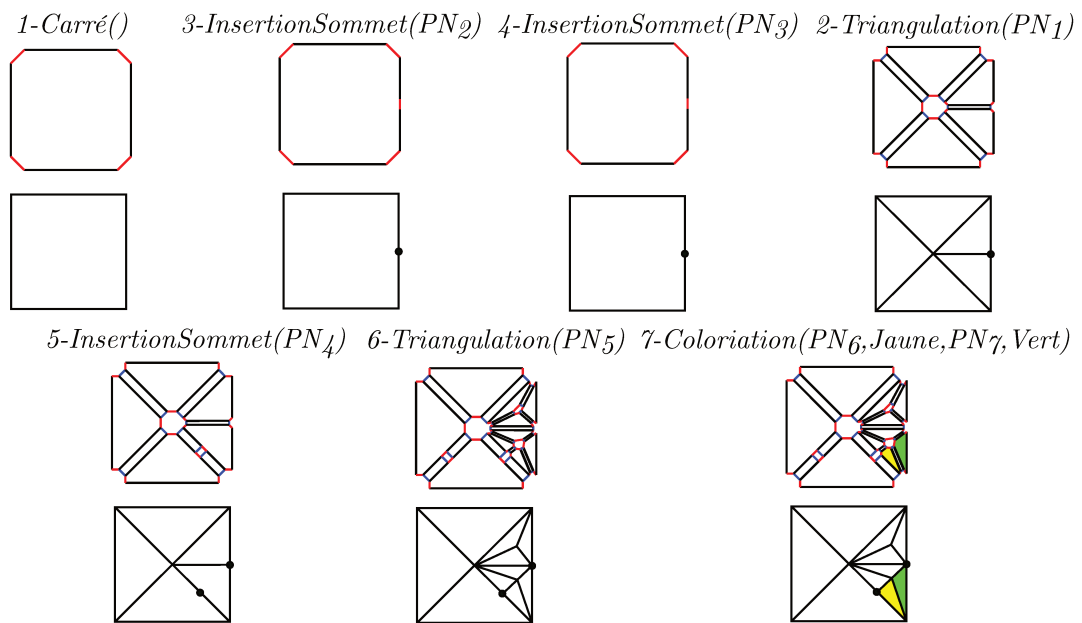 1-Carré() 3-InsertionSommet(PN2) 4-InsertionSommet(PN3) 2-Triangulation(PN1)
5-InsertionSommet(PN4) 6-Triangulation(PN5) 7-Coloriation(PN6,Jaune,PN7,Vert)